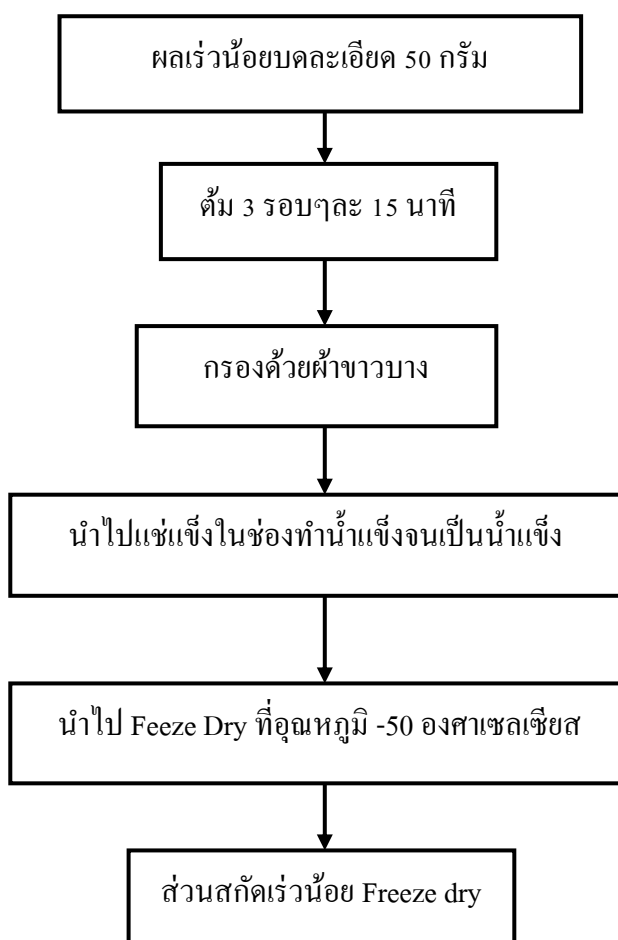 ผลเร่วน้อยบดละเอียด 50 กรัม
ต้ม 3 รอบๆละ 15 นาที
กรองด้วยผ้าขาวบาง
นำไปแช่แข็งในช่องทำน้ำแข็งจนเป็นน้ำแข็ง
นำไป Feeze Dry ที่อุณหภูมิ -50 องศาเซลเซียส
ส่วนสกัดเร่วน้อย Freeze dry